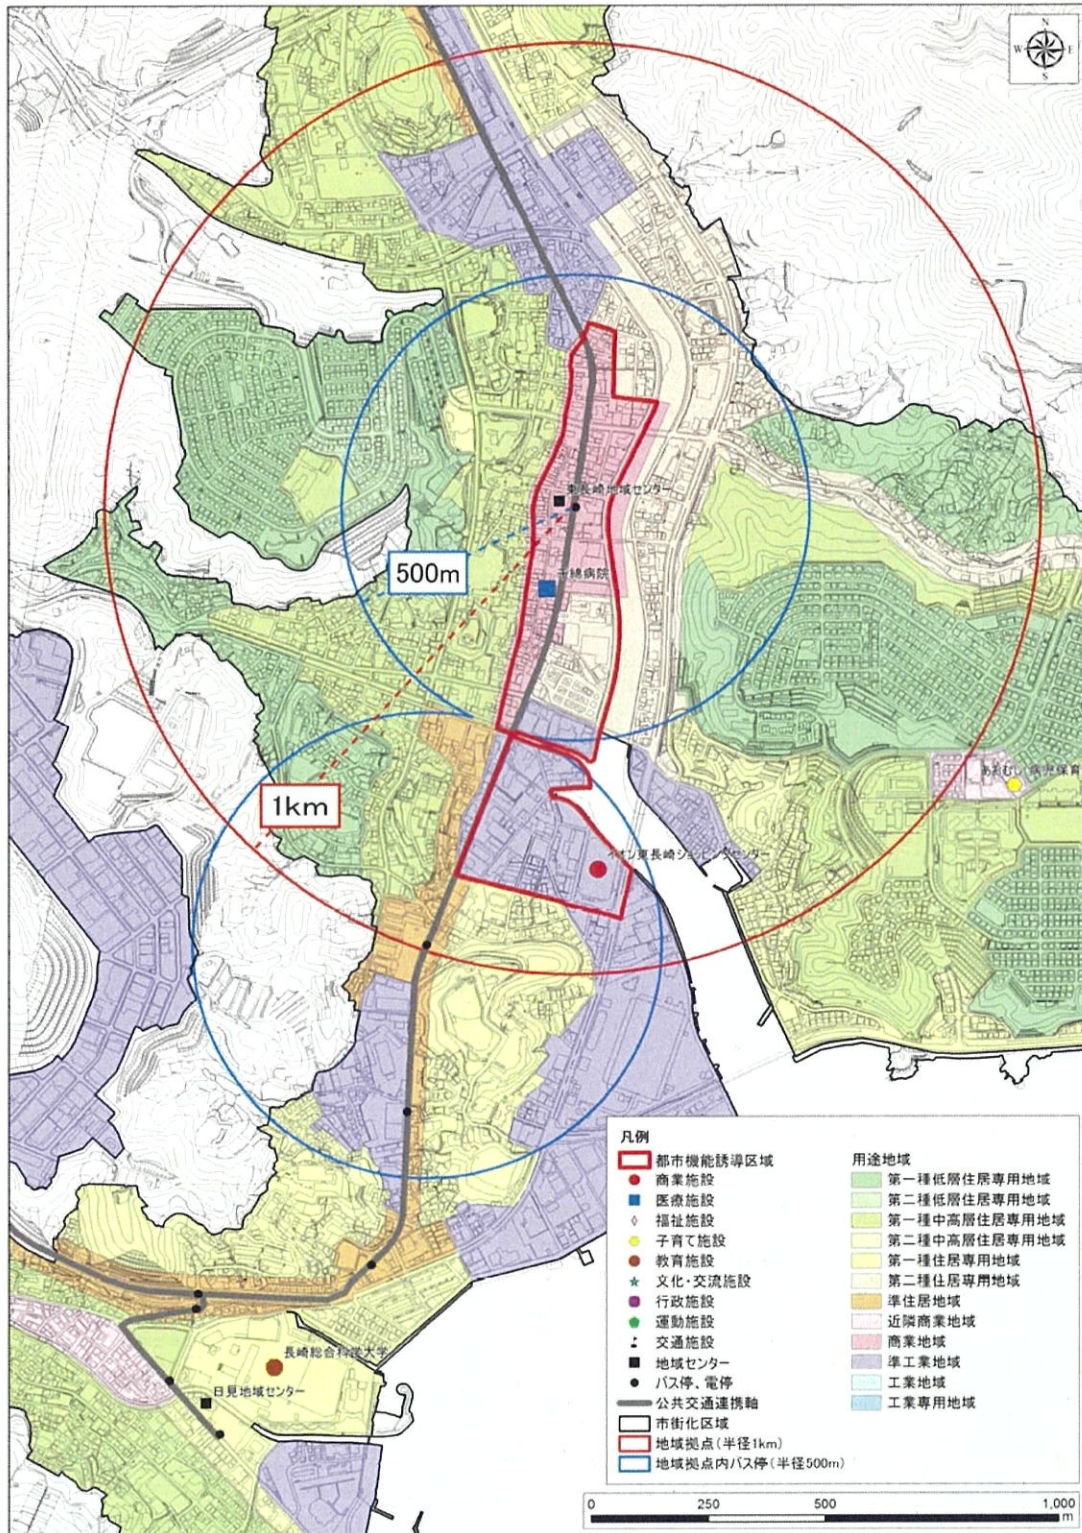 N
W E
S
東長崎地域センター
500m
千綿病院
あおむし病児保育
1km
イオン東長崎ショッピングセンター
長崎総合科学大学
日見地域センター
凡例
都市機能誘導区域
商業施設
医療施設
福祉施設
子育て施設
教育施設
文化・交流施設
行政施設
運動施設
交通施設
地域センター
バス停、電停
公共交通連携軸
市街化区域
地域拠点(半径1km)
地域拠点内バス停(半径500m)
用途地域
第一種低層住居専用地域
第二種低層住居専用地域
第一種中高層住居専用地域
第二種中高層住居専用地域
第一種住居専用地域
第二種住居専用地域
準住居地域
近隣商業地域
商業地域
準工業地域
工業地域
工業専用地域
0 250 500 1,000
m